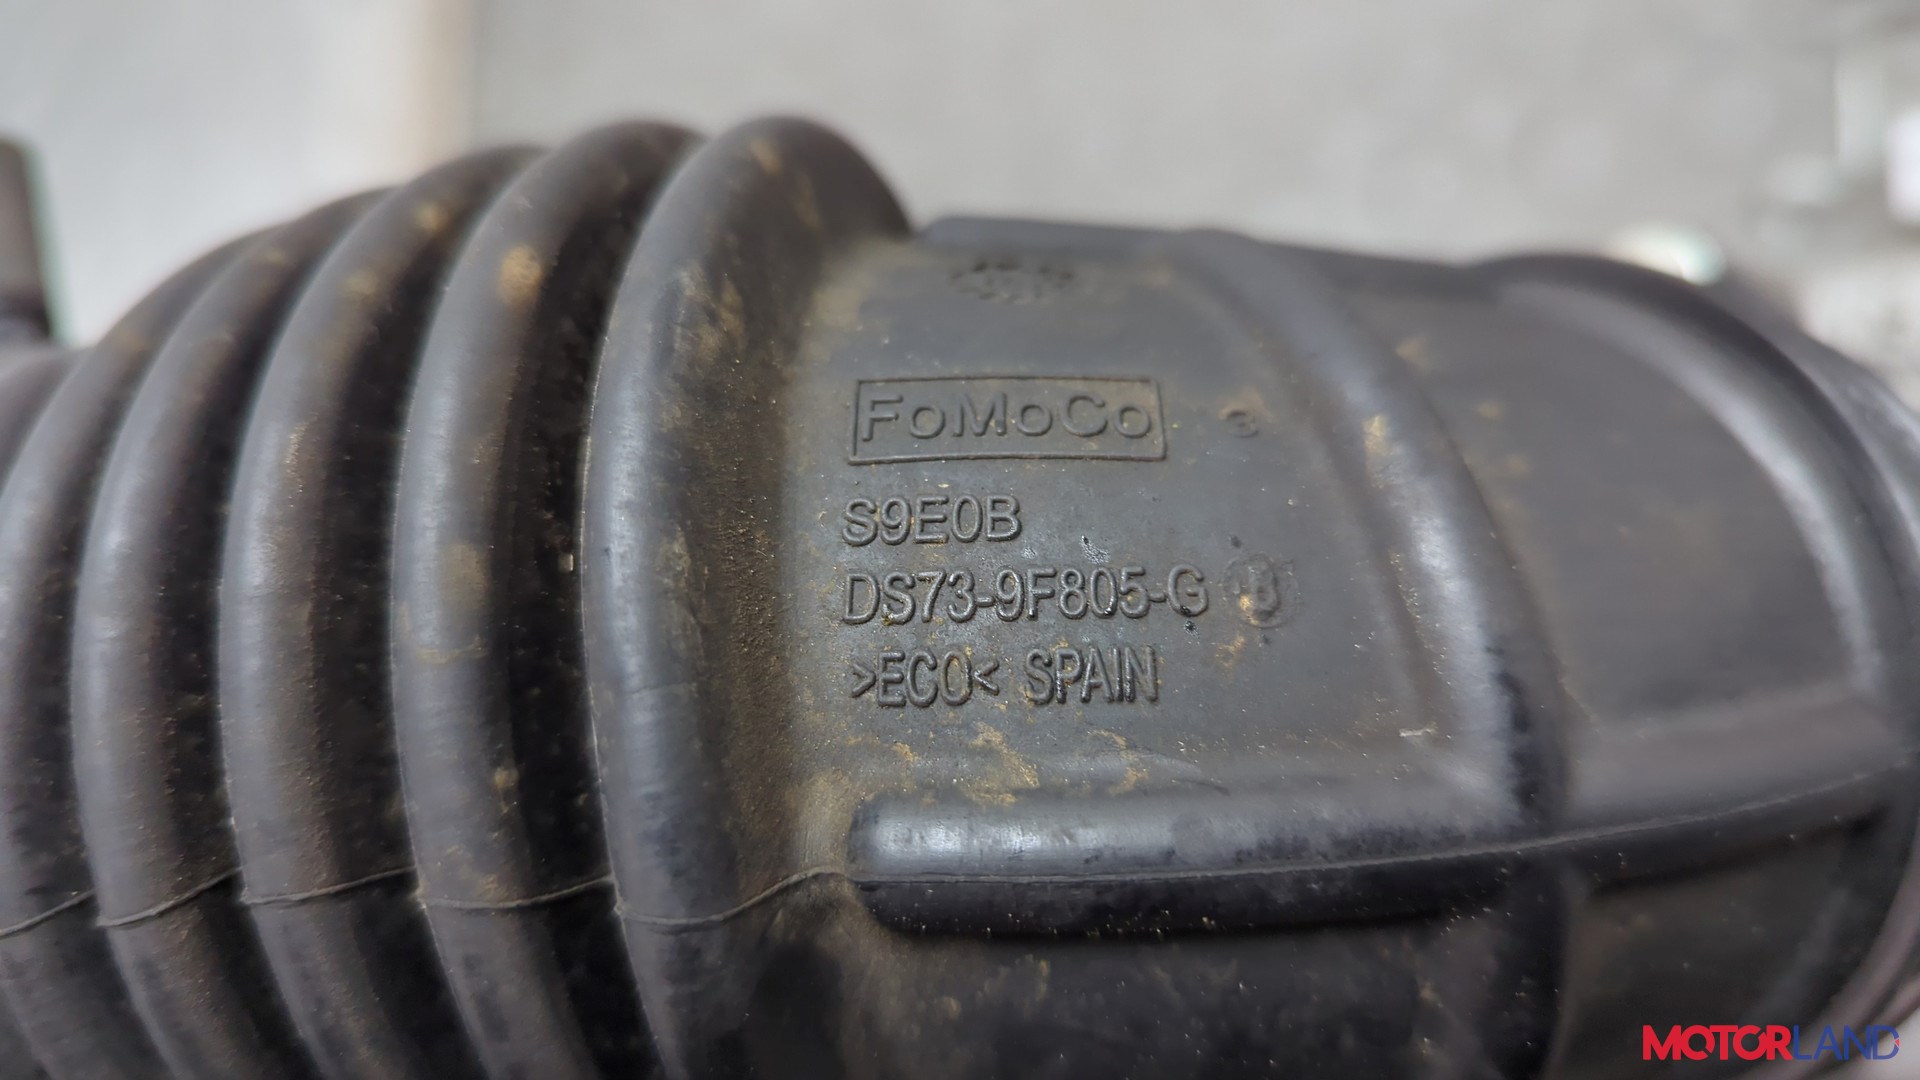 FoMoCo
S9E0B
DS73-9F805-G B
>ECO< SPAIN
MOTORLAND